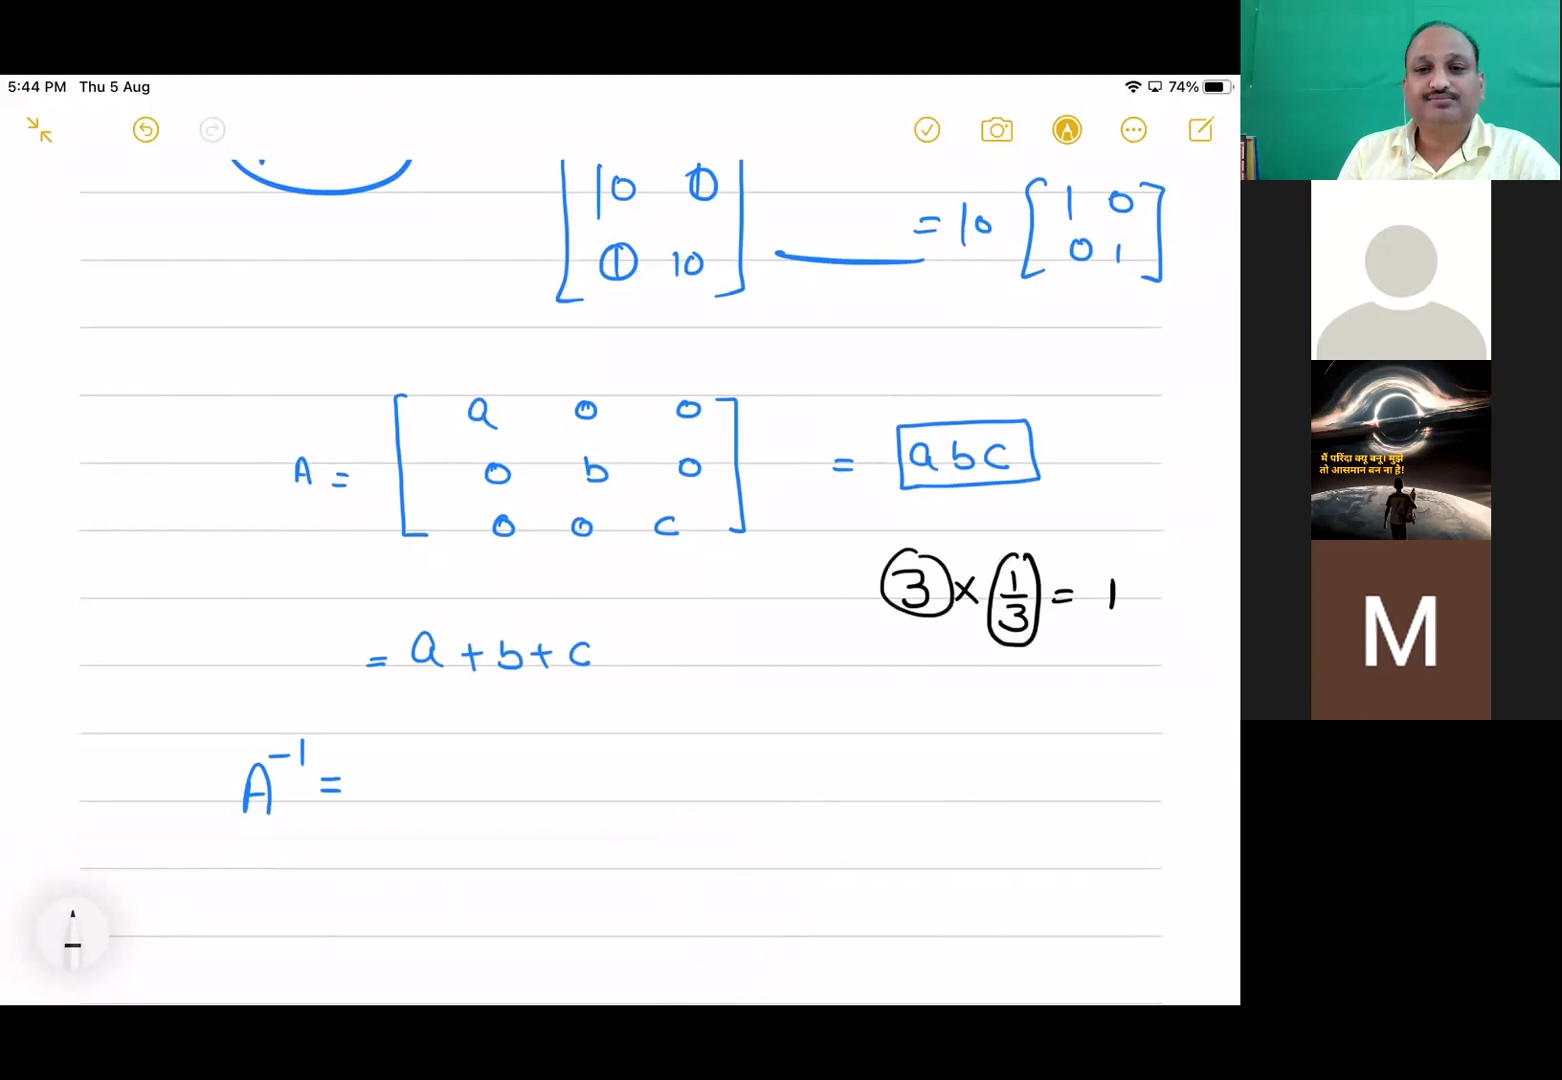 5:44 PM Thu 5 Aug
74%
10 0
0 10
= 10 [ 1 0
0 1 ]
A = [ a 0 0
0 b 0
0 0 c ]
= abc
3 × 1/3 = 1
= a + b + c
A⁻¹ =
मैं परिंदा क्यू बनू। मुझे
तो आसमान बन ना है!
M